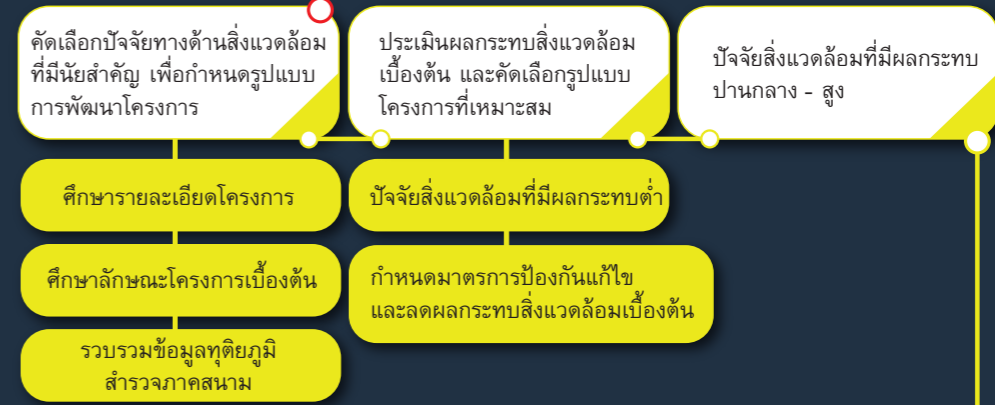 คัดเลือกปัจจัยทางด้านสิ่งแวดล้อม
ที่มีนัยสำคัญ เพื่อกำหนดรูปแบบ
การพัฒนาโครงการ
ศึกษารายละเอียดโครงการ
ศึกษาลักษณะโครงการเบื้องต้น
รวบรวมข้อมูลทุติยภูมิ
สำรวจภาคสนาม
ประเมินผลกระทบสิ่งแวดล้อม
เบื้องต้น และคัดเลือกรูปแบบ
โครงการที่เหมาะสม
ปัจจัยสิ่งแวดล้อมที่มีผลกระทบต่ำ
กำหนดมาตรการป้องกันแก้ไข
และลดผลกระทบสิ่งแวดล้อมเบื้องต้น
ปัจจัยสิ่งแวดล้อมที่มีผลกระทบ
ปานกลาง - สูง